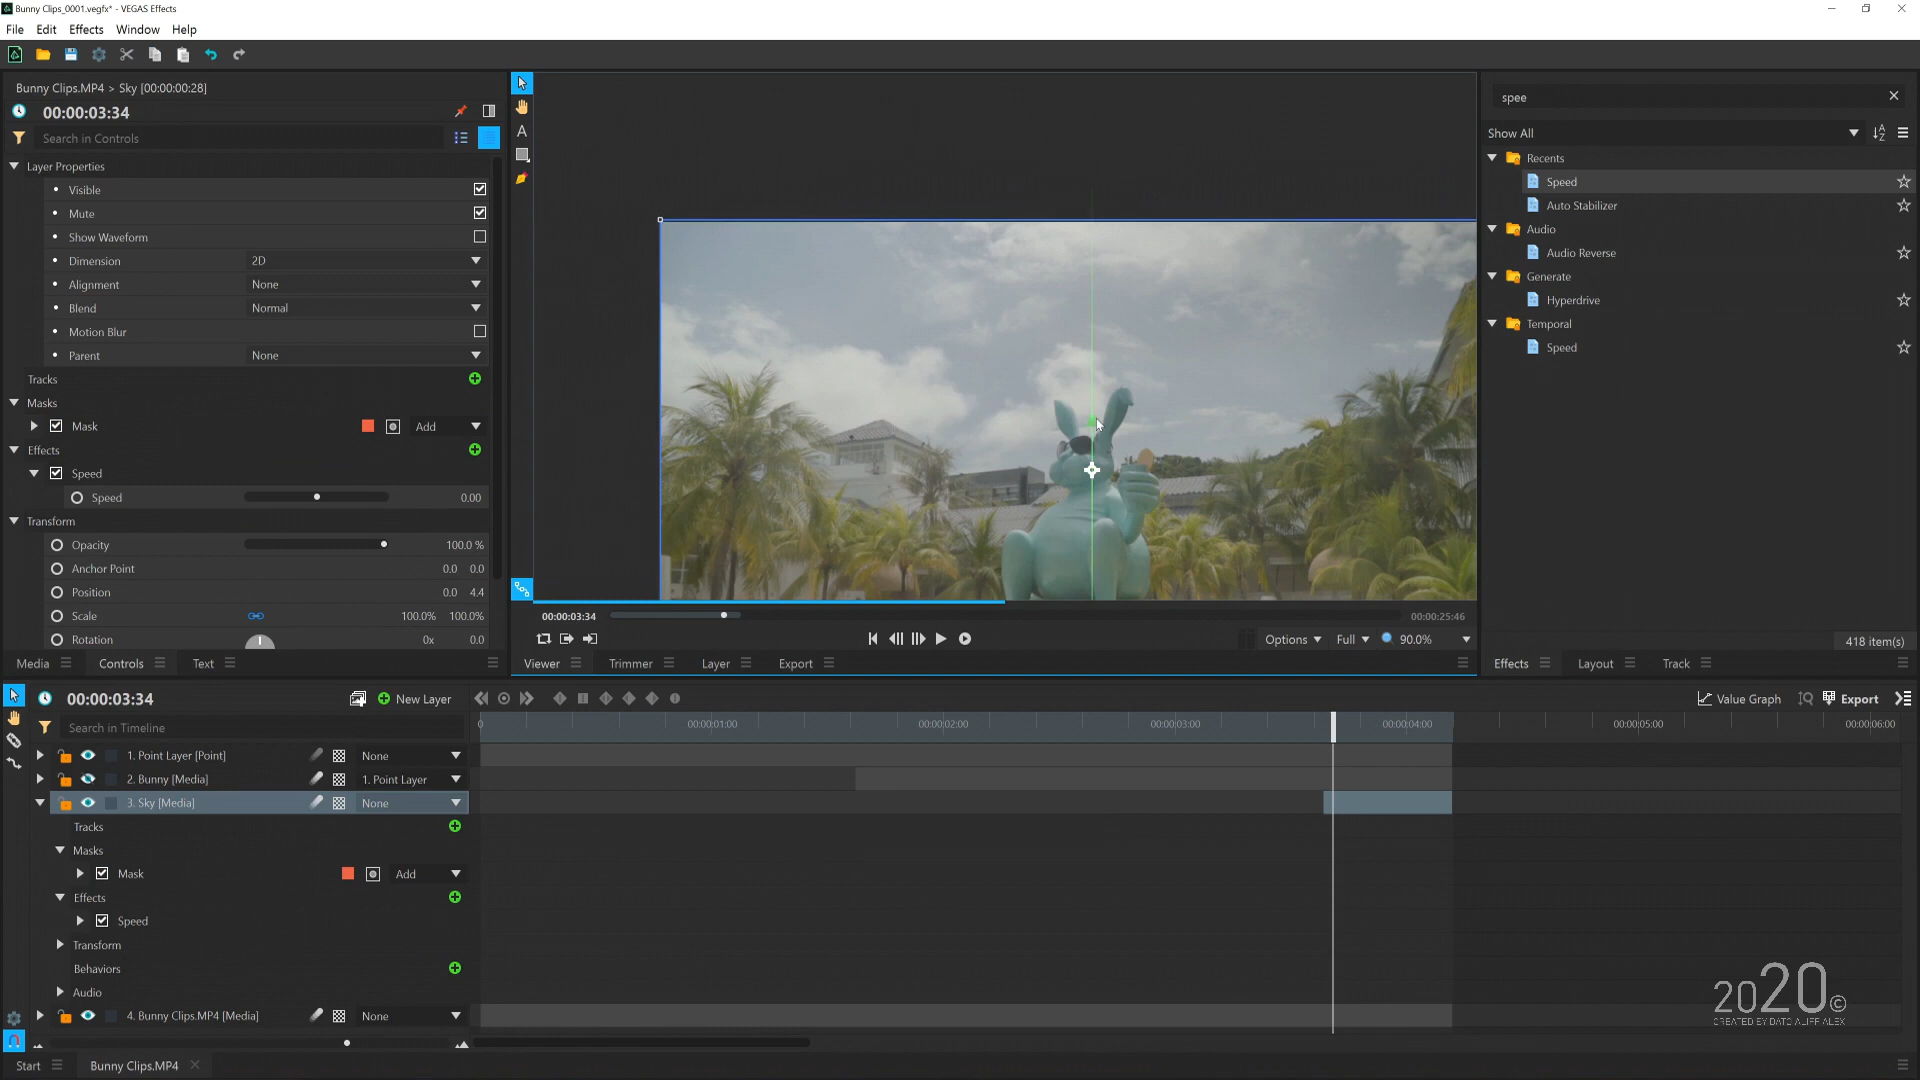 Bunny Clips_0001.vegfx* - VEGAS Effects
File Edit Effects Window Help
Bunny Clips.MP4 > Sky [00:00:00:28]
00:00:03:34
Search in Controls
Layer Properties
Visible
Mute
Show Waveform
Dimension 2D
Alignment None
Blend Normal
Motion Blur
Parent None
Tracks
Masks
Mask Add
Effects
Speed
Speed 0.00
Transform
Opacity 100.0 %
Anchor Point 0.0 0.0
Position 0.0 4.4
Scale 100.0% 100.0%
Rotation 0x 0.0
Media Controls Text
A
00:00:03:34 00:00:25:46
Options Full 90.0%
Viewer Trimmer Layer Export
spee
Show All
Recents
Speed
Auto Stabilizer
Audio
Audio Reverse
Generate
Hyperdrive
Temporal
Speed
418 item(s)
Effects Layout Track
00:00:03:34 New Layer Value Graph Export
Search in Timeline
0 00:00:01:00 00:00:02:00 00:00:03:00 00:00:04:00 00:00:05:00 00:00:06:00
1. Point Layer [Point] None
2. Bunny [Media] 1. Point Layer
3. Sky [Media] None
Tracks
Masks
Mask Add
Effects
Speed
Transform
Behaviors
Audio
4. Bunny Clips.MP4 [Media] None
2020©
CREATED BY DATO ALIFF ALEX
Start Bunny Clips.MP4